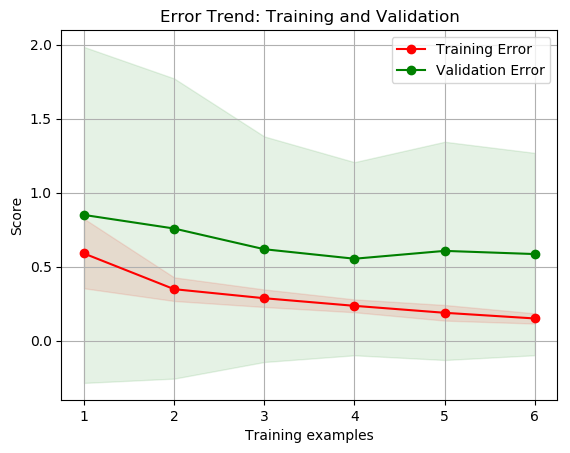 Error Trend: Training and Validation
Training Error
Validation Error
2.0
1.5
1.0
0.5
0.0
Score
1 2 3 4 5 6
Training examples